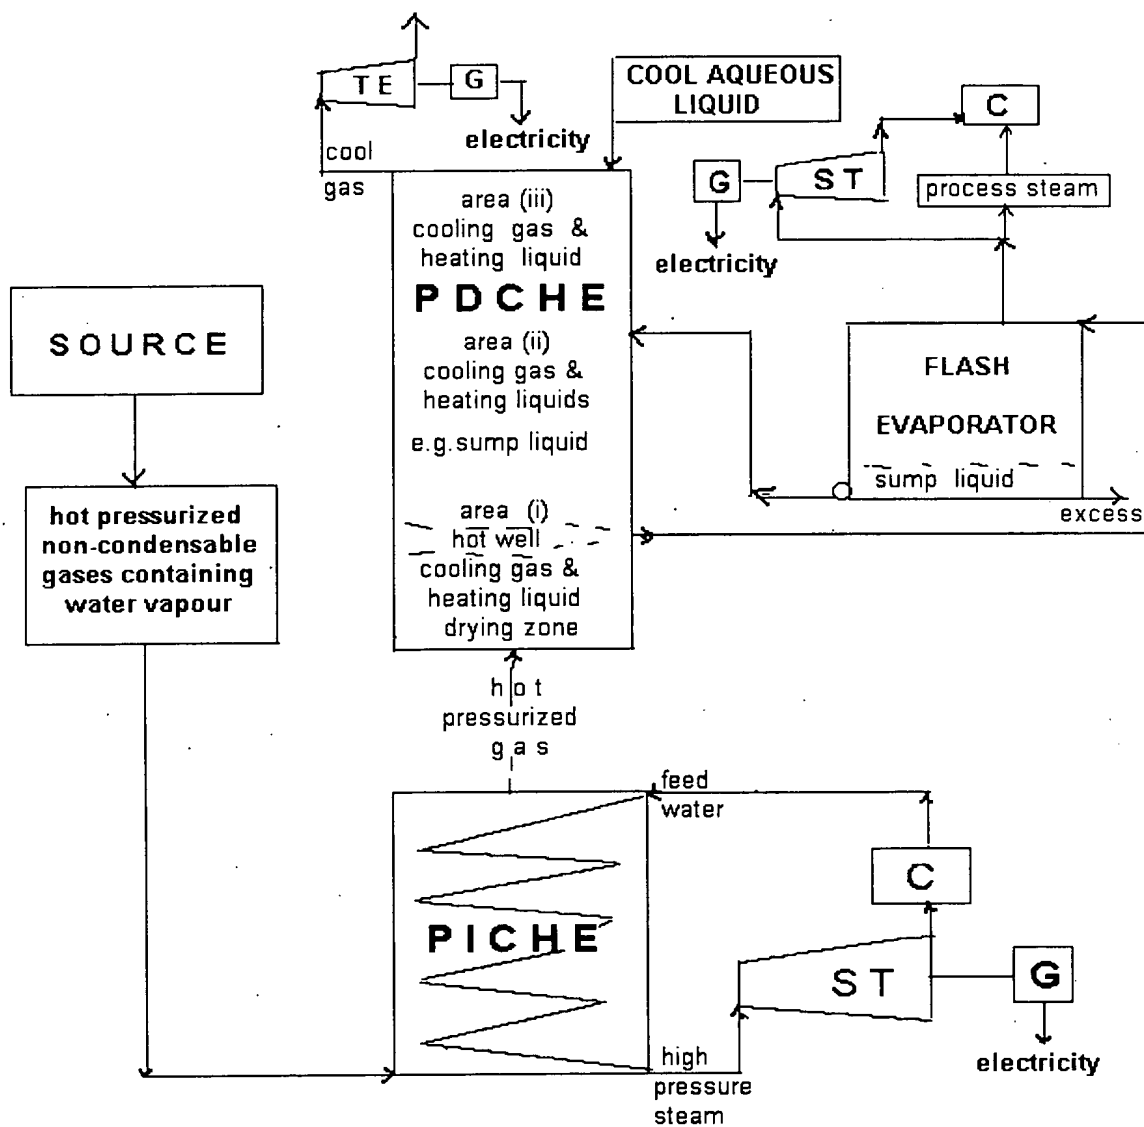 TE
G
electricity
cool
gas
COOL AQUEOUS
LIQUID
C
G
ST
process steam
electricity
area (iii)
cooling gas &
heating liquid
PDCHE
area (ii)
cooling gas &
heating liquids
e.g. sump liquid
area (i)
hot well
cooling gas &
heating liquid
drying zone
SOURCE
hot pressurized
non-condensable
gases containing
water vapour
FLASH
EVAPORATOR
sump liquid
excess
hot
pressurized
gas
feed
water
PICHE
C
ST
G
electricity
high
pressure
steam